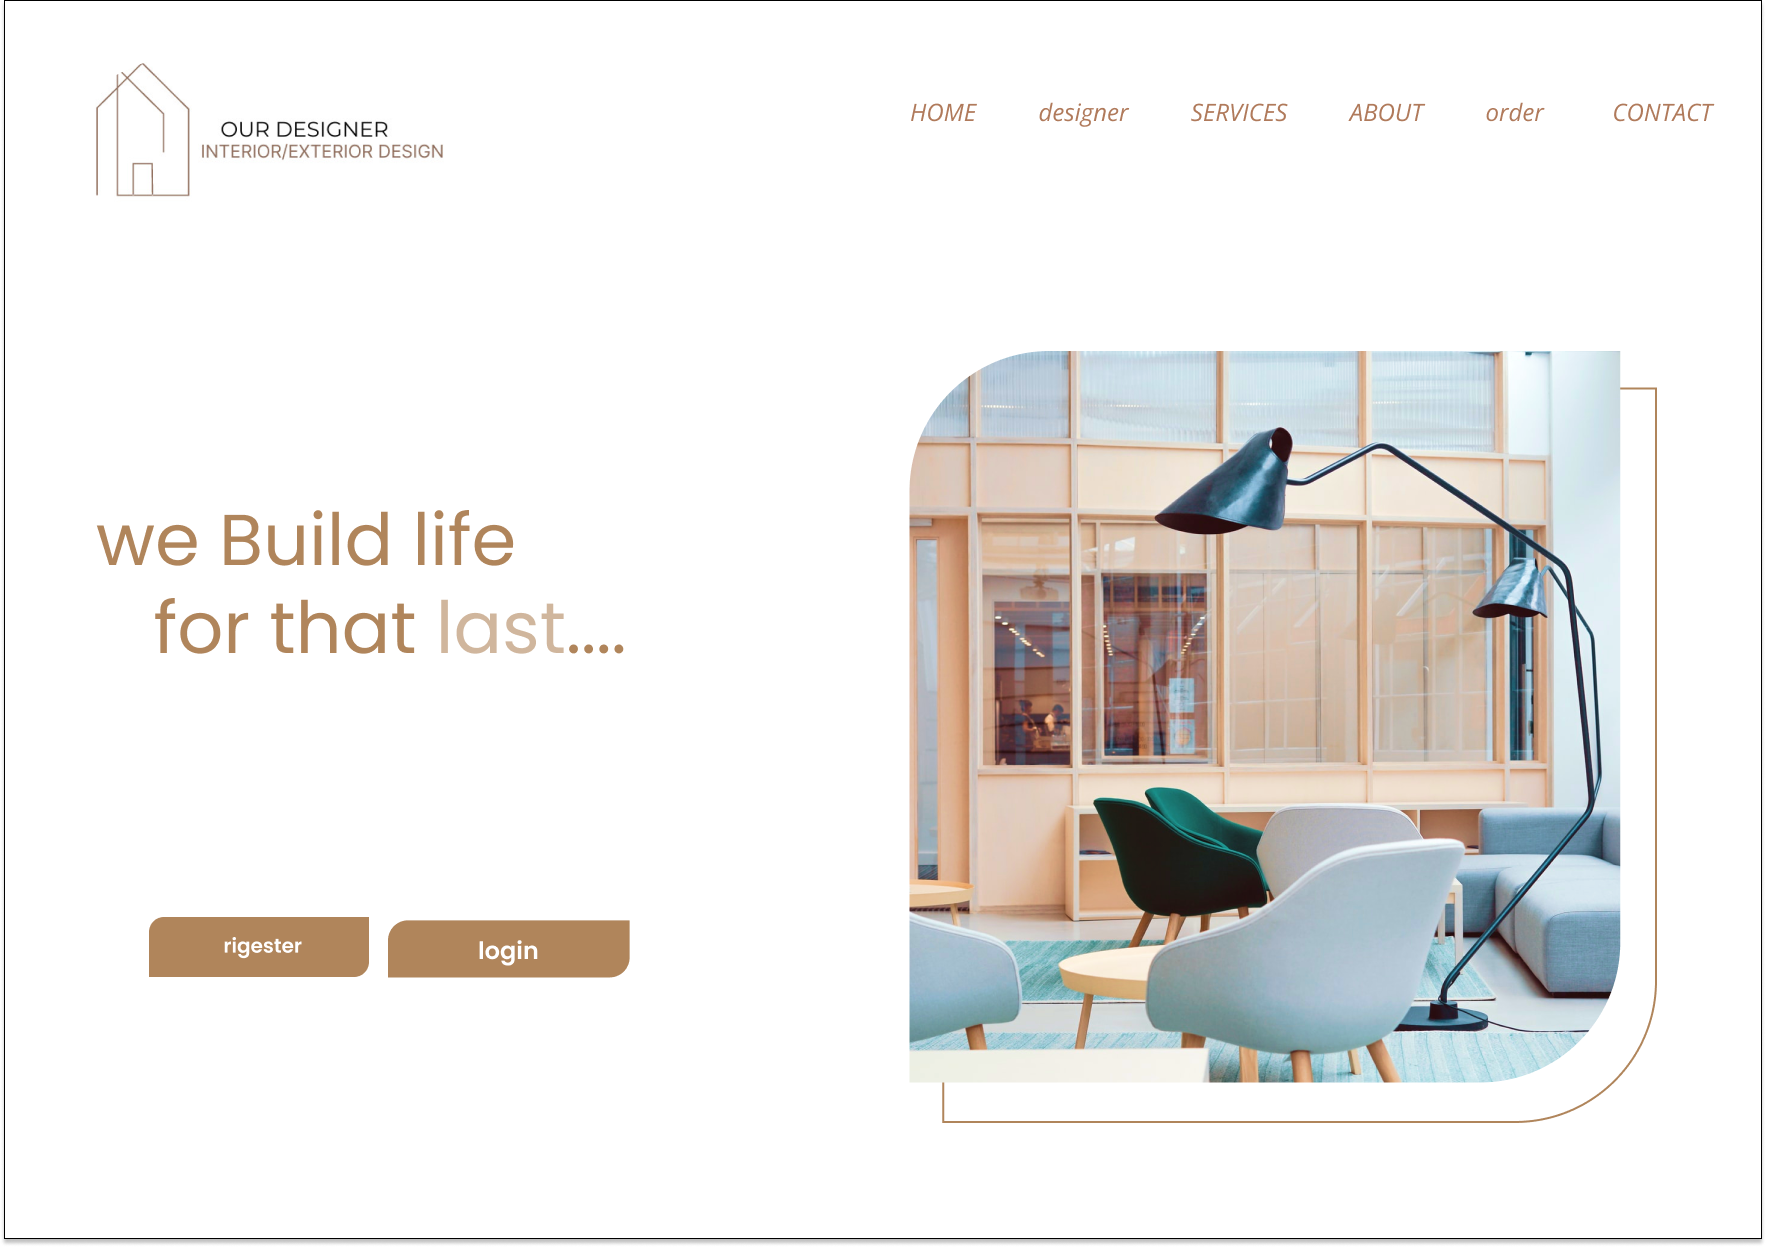 OUR DESIGNER
INTERIOR/EXTERIOR DESIGN
HOME designer SERVICES ABOUT order CONTACT
we Build life
for that last....
rigester login